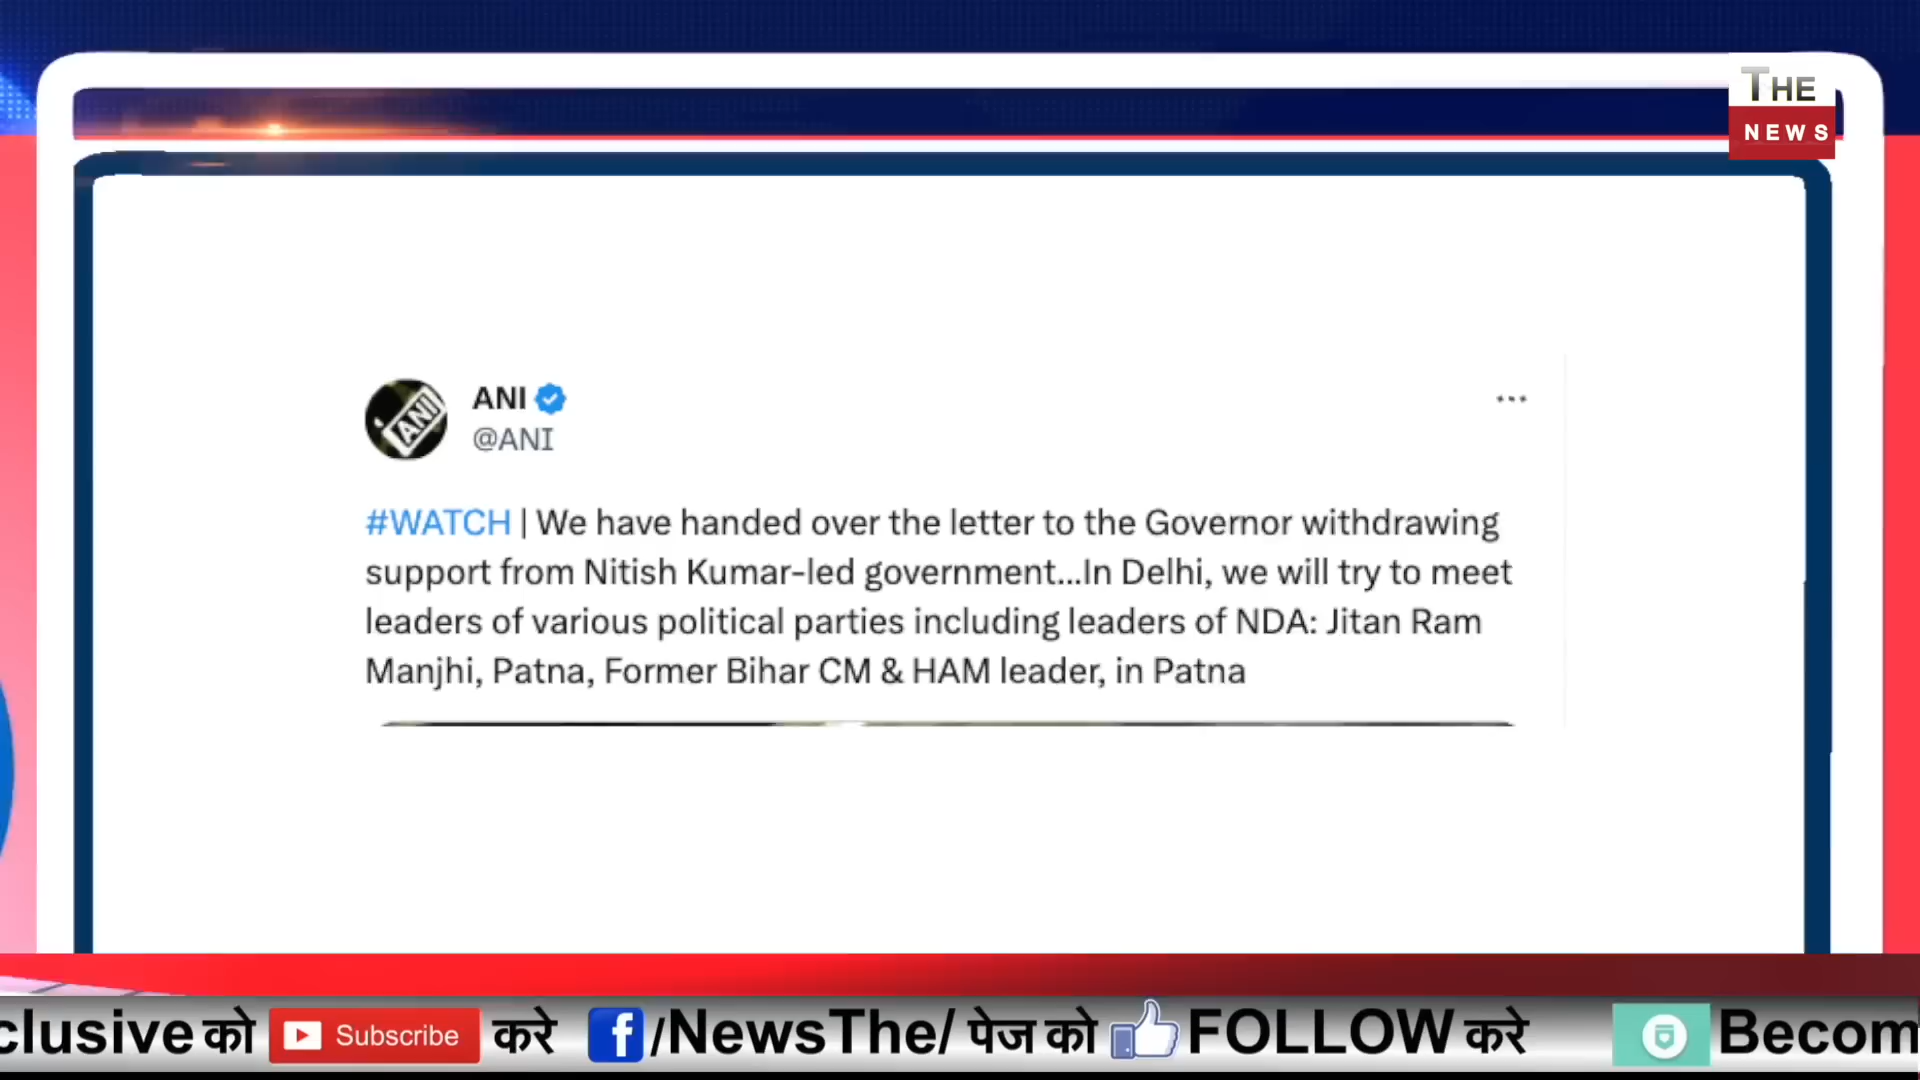 THE
NEWS
ANI
@ANI
#WATCH | We have handed over the letter to the Governor withdrawing
support from Nitish Kumar-led government...In Delhi, we will try to meet
leaders of various political parties including leaders of NDA: Jitan Ram
Manjhi, Patna, Former Bihar CM & HAM leader, in Patna
clusive को Subscribe करे f/NewsThe/ पेज को FOLLOW करे Becom